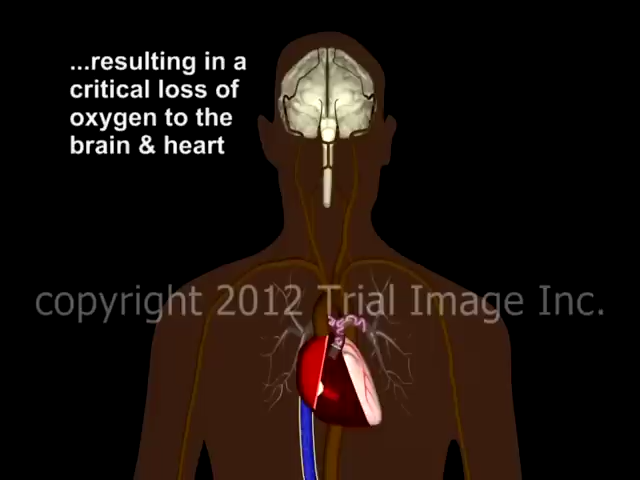 ...resulting in a
critical loss of
oxygen to the
brain & heart
copyright 2012 Trial Image Inc.